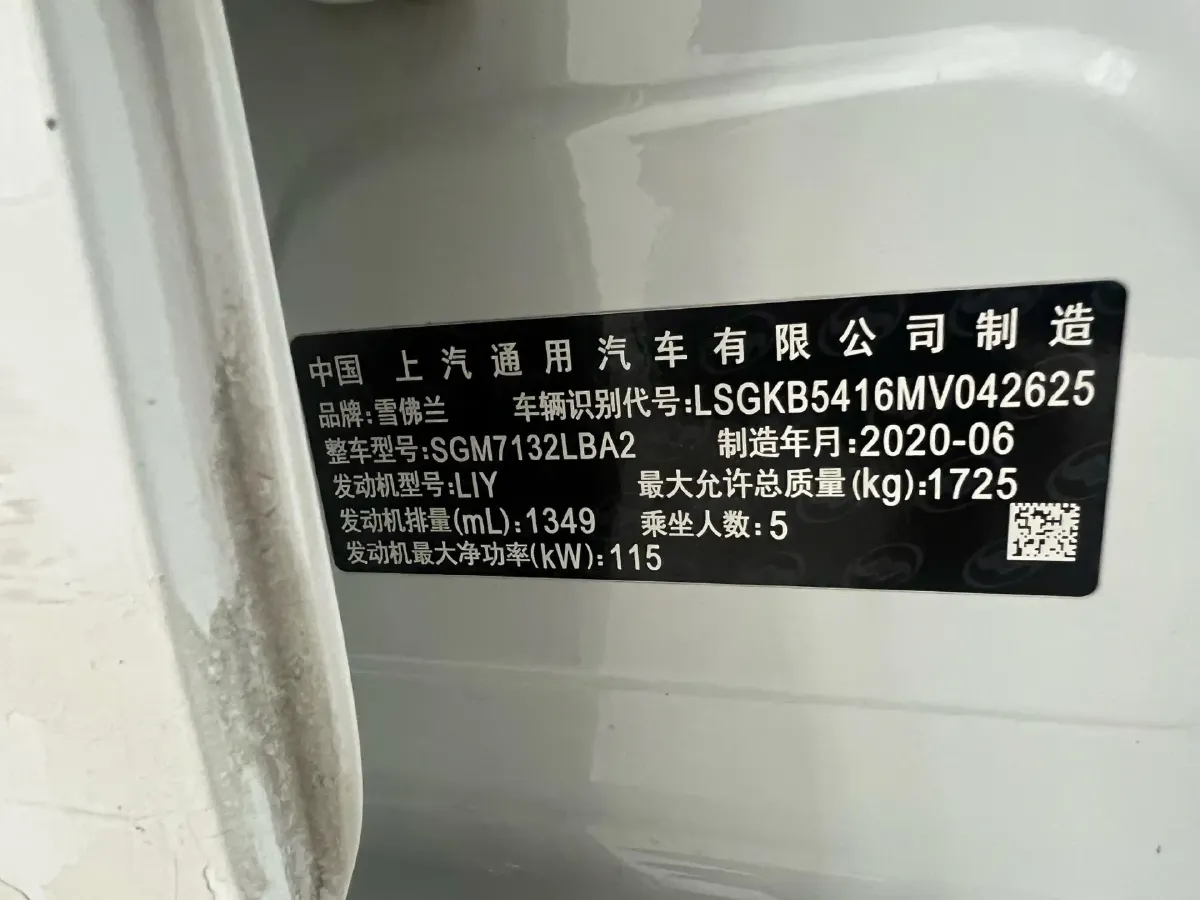 中国 上汽通用汽车有限公司制造
品牌:雪佛兰 车辆识别代号:LSGKB5416MV042625
整车型号:SGM7132LBA2 制造年月:2020-06
发动机型号:LIY 最大允许总质量(kg):1725
发动机排量(mL):1349 乘坐人数:5
发动机最大净功率(kW):115